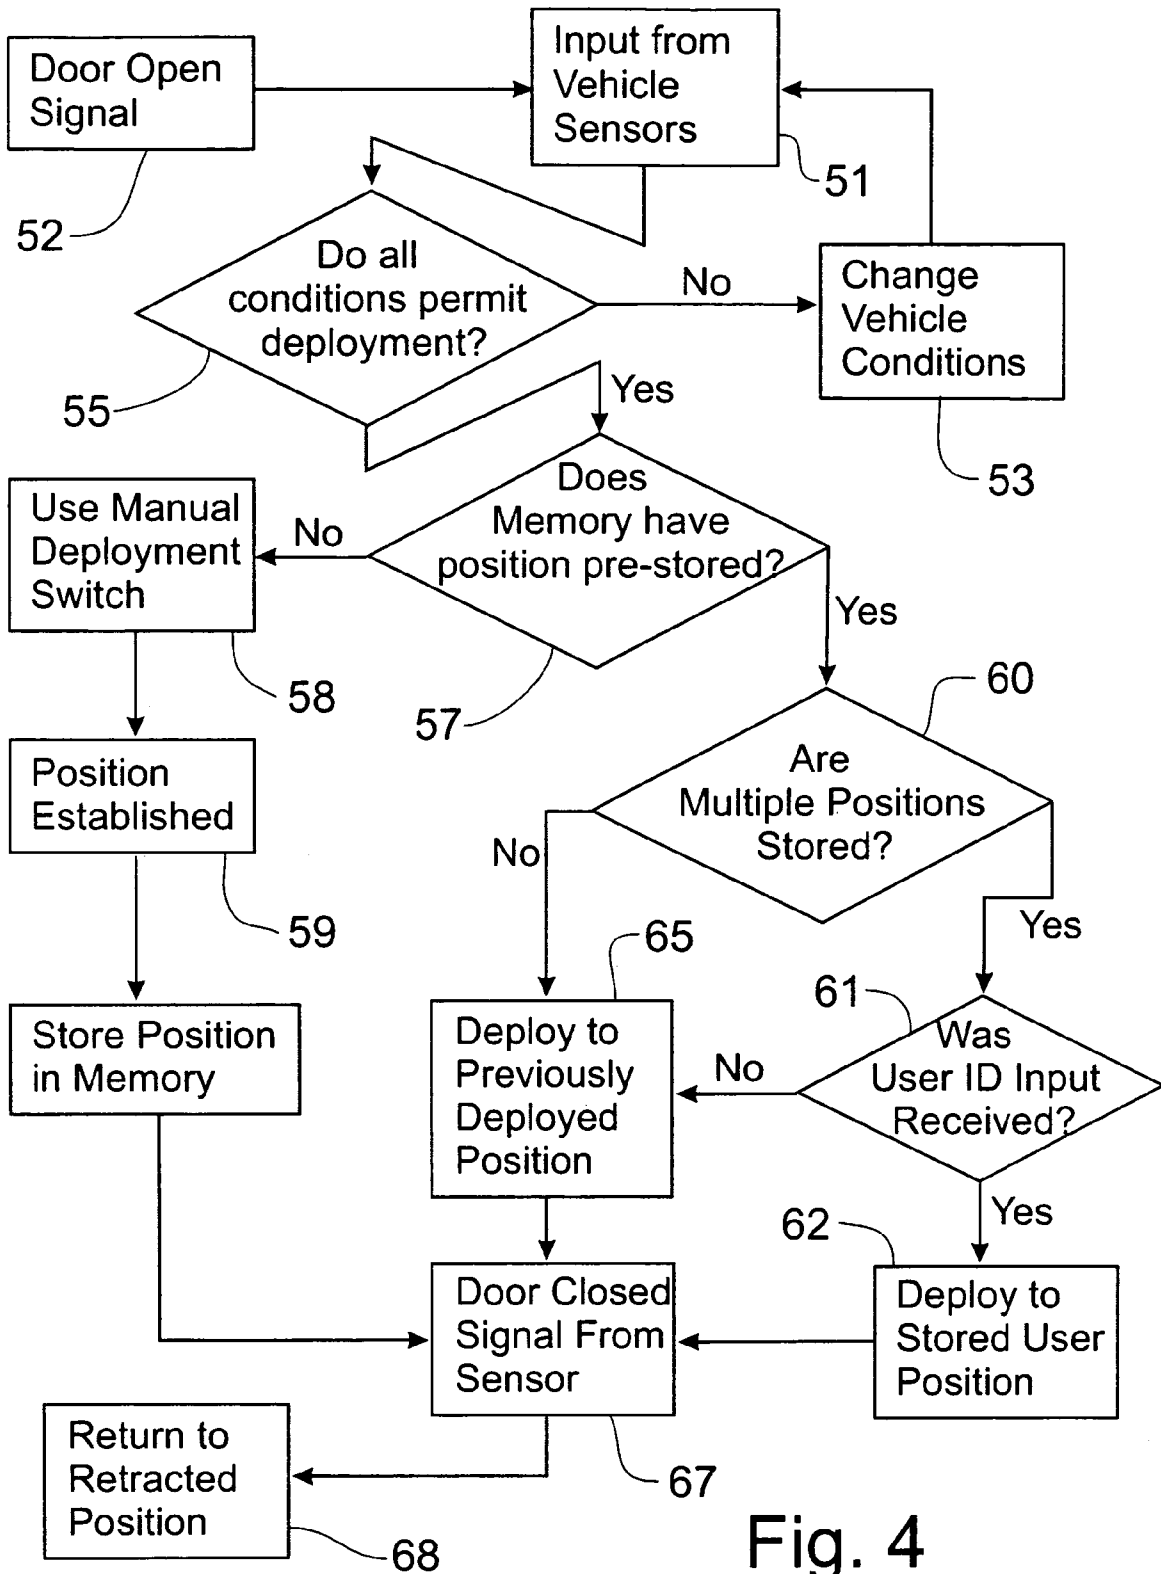 Door Open
Signal
52
Input from
Vehicle
Sensors
51
Do all
conditions permit
deployment?
55
No
Change
Vehicle
Conditions
53
Yes
Does
Memory have
position pre-stored?
57
No
Use Manual
Deployment
Switch
58
Yes
Position
Established
59
60
Are
Multiple Positions
Stored?
No
Yes
Store Position
in Memory
65
Deploy to
Previously
Deployed
Position
61
Was
User ID Input
Received?
No
Yes
62
Deploy to
Stored User
Position
Door Closed
Signal From
Sensor
67
Return to
Retracted
Position
68
Fig. 4